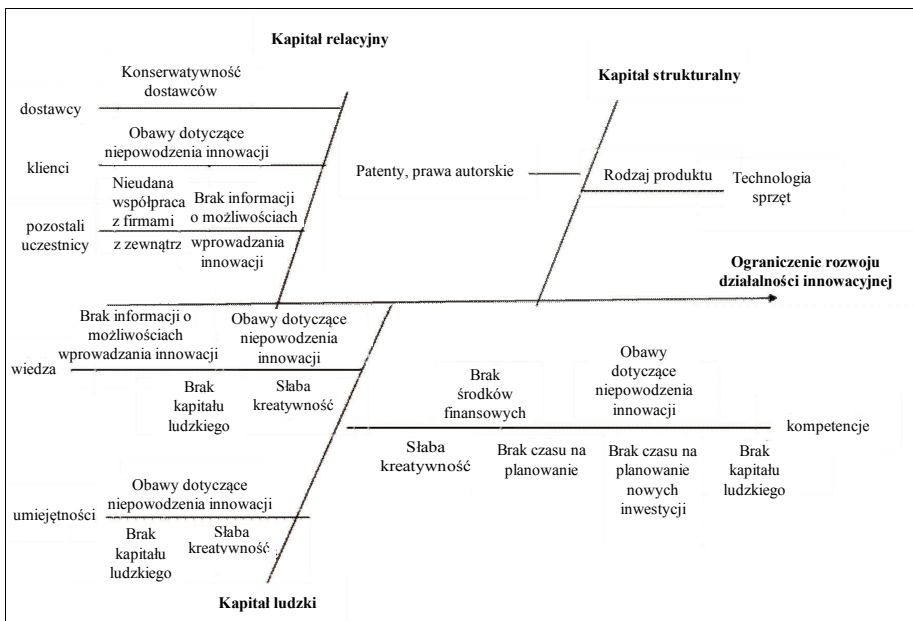 Kapitał relacyjny
Kapitał strukturalny
Konserwatywność
dostawców
dostawcy
Obawy dotyczące
niepowodzenia innowacji
klienci
Nieudana
współpraca
z firmami
z zewnątrz
Brak informacji
o możliwościach
wprowadzania
innowacji
pozostali
uczestnicy
Patenty, prawa autorskie
Rodzaj produktu
Technologia
sprzęt
Ograniczenie rozwoju
działalności innowacyjnej
Brak informacji o
możliwościach
wprowadzania innowacji
Obawy dotyczące
niepowodzenia
innowacji
wiedza
Brak
kapitału
ludzkiego
Słaba
kreatywność
Brak
środków
finansowych
Obawy
dotyczące
niepowodzenia
innowacji
kompetencje
Słaba
kreatywność
Brak czasu na
planowanie
Brak czasu na
planowanie
nowych
inwestycji
Brak
kapitału
ludzkiego
Obawy dotyczące
niepowodzenia innowacji
umiejętności
Brak
kapitału
ludzkiego
Słaba
kreatywność
Kapitał ludzki